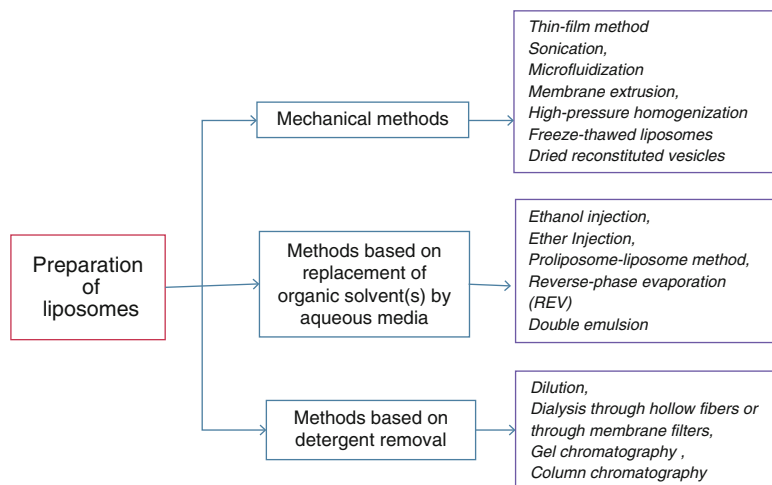 Preparation
of
liposomes
Mechanical methods
Thin-film method
Sonication,
Microfluidization
Membrane extrusion,
High-pressure homogenization
Freeze-thawed liposomes
Dried reconstituted vesicles
Methods based on
replacement of
organic solvent(s) by
aqueous media
Ethanol injection,
Ether Injection,
Proliposome-liposome method,
Reverse-phase evaporation
(REV)
Double emulsion
Methods based on
detergent removal
Dilution,
Dialysis through hollow fibers or
through membrane filters,
Gel chromatography ,
Column chromatography